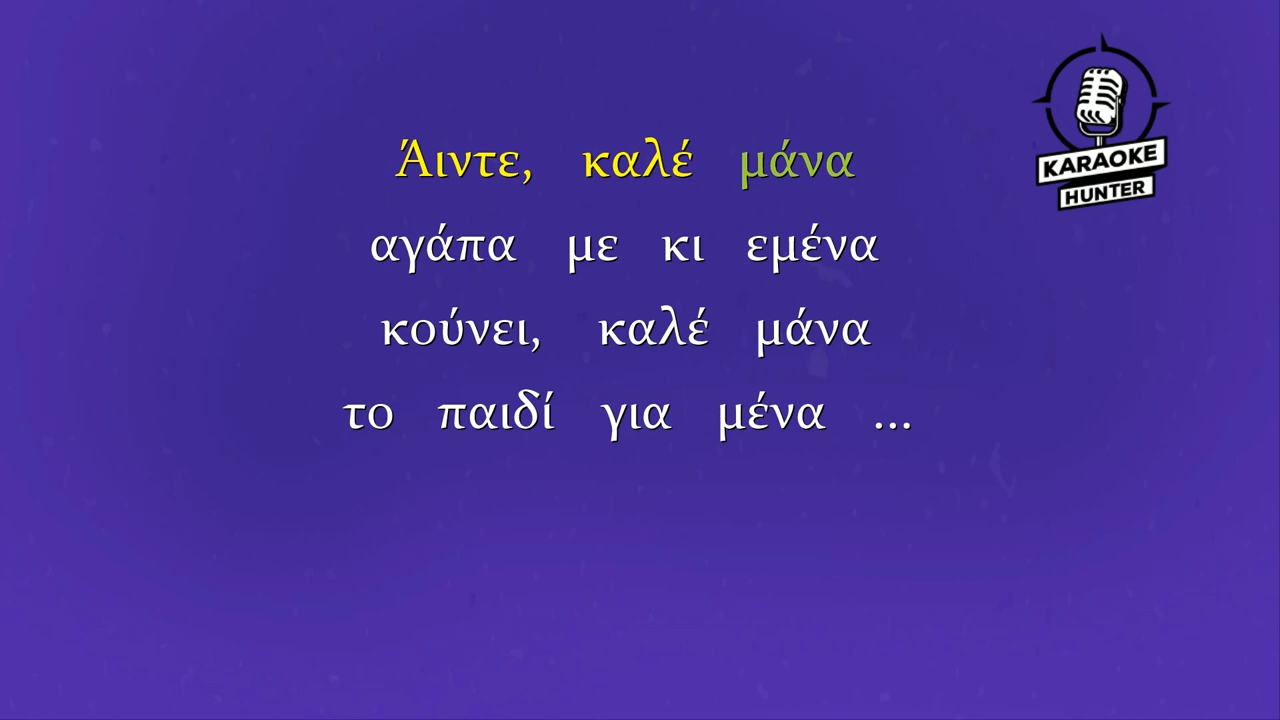 Άιντε, καλέ μάνα
αγάπα με κι εμένα
κούνει, καλέ μάνα
το παιδί για μένα ...
KARAOKE
HUNTER